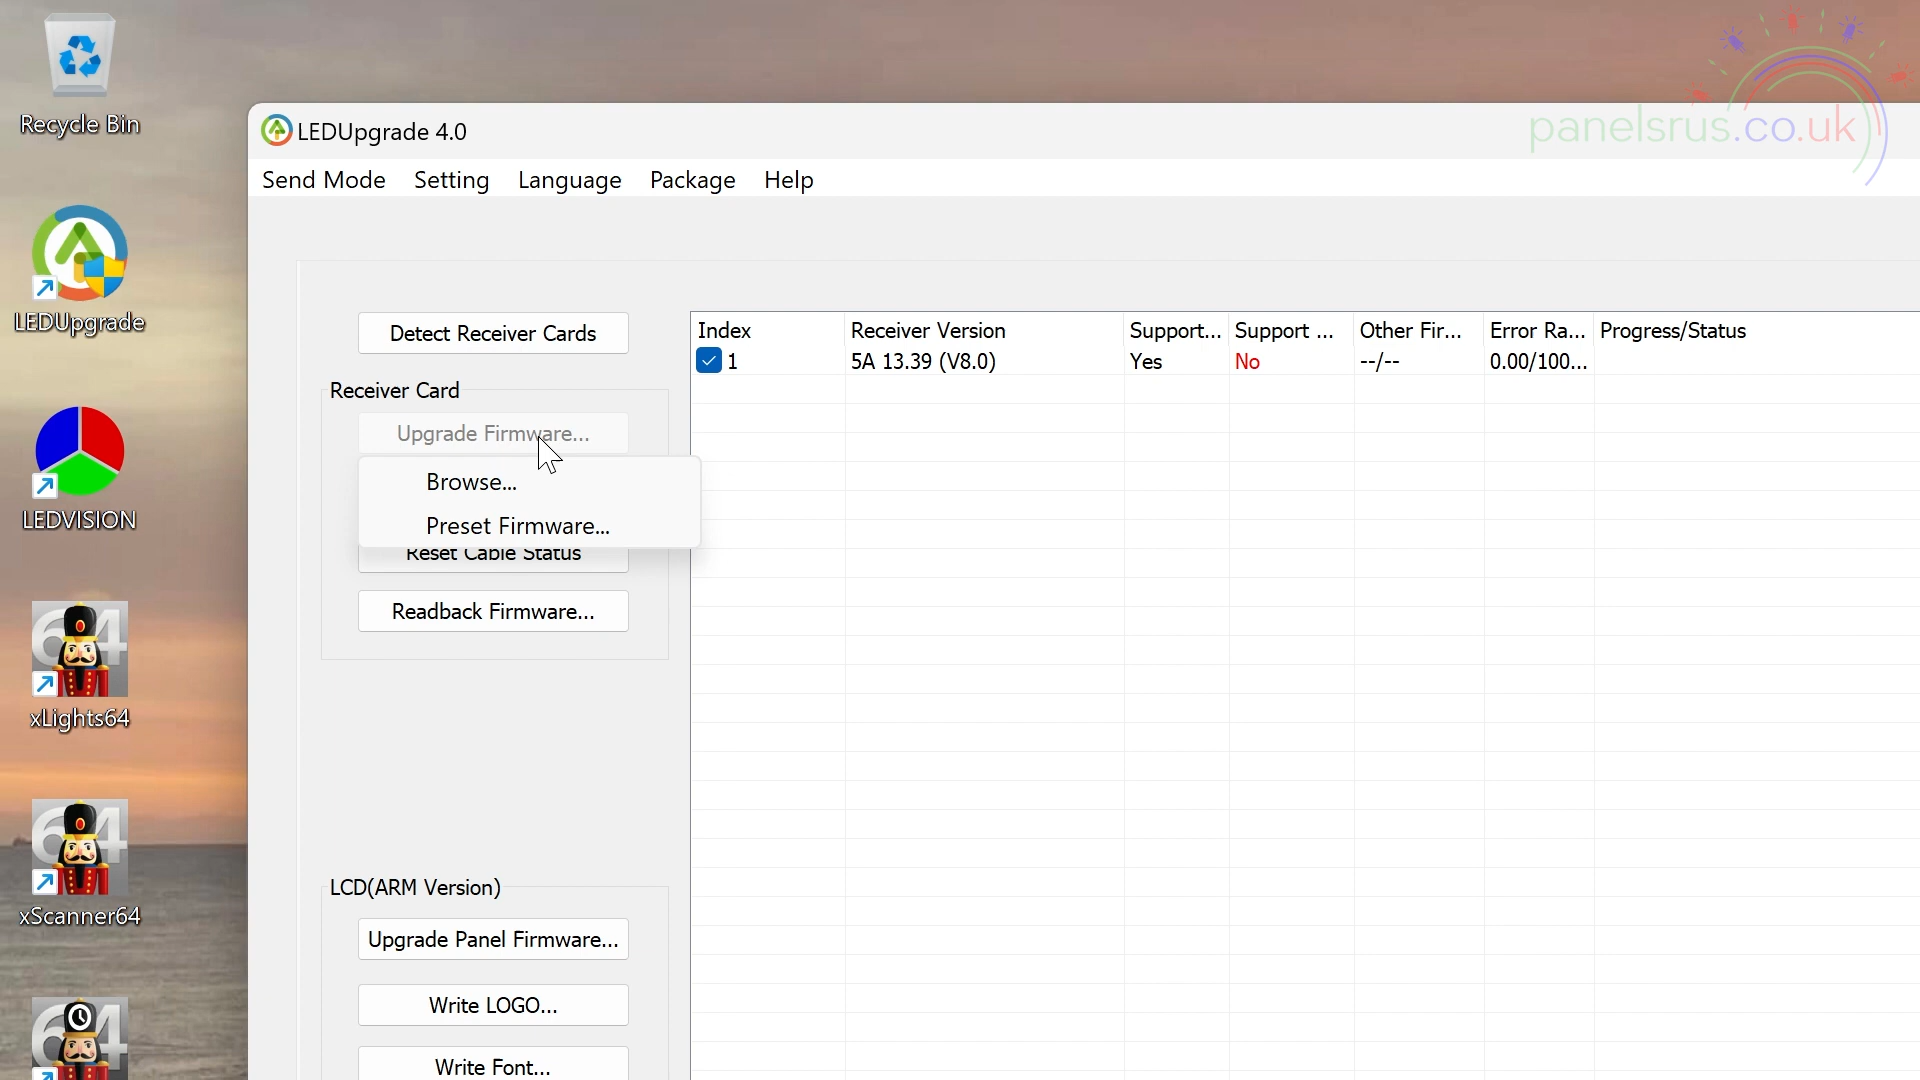 Recycle Bin
LEDUpgrade
LEDVISION
64
xLights64
64
xScanner64
64
panelsrus.co.uk
LEDUpgrade 4.0
Send Mode Setting Language Package Help
Detect Receiver Cards
Receiver Card
Upgrade Firmware...
Browse...
Preset Firmware...
Reset Cable Status
Readback Firmware...
LCD(ARM Version)
Upgrade Panel Firmware...
Write LOGO...
Write Font...
Index Receiver Version Support... Support ... Other Fir... Error Ra... Progress/Status
1 5A 13.39 (V8.0) Yes No --/-- 0.00/100...